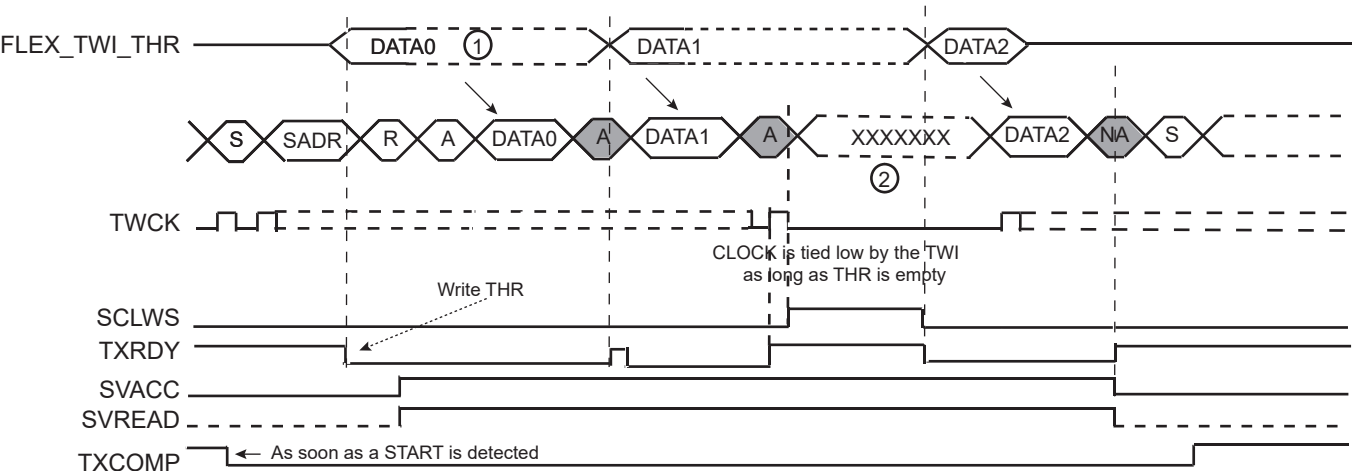 FLEX_TWI_THR DATA0 1 DATA1 DATA2
S SADR R A DATA0 A DATA1 A XXXXXXX DATA2 NA S
2
TWCK
CLOCK is tied low by the TWI
as long as THR is empty
Write THR
SCLWS
TXRDY
SVACC
SVREAD
TXCOMP As soon as a START is detected